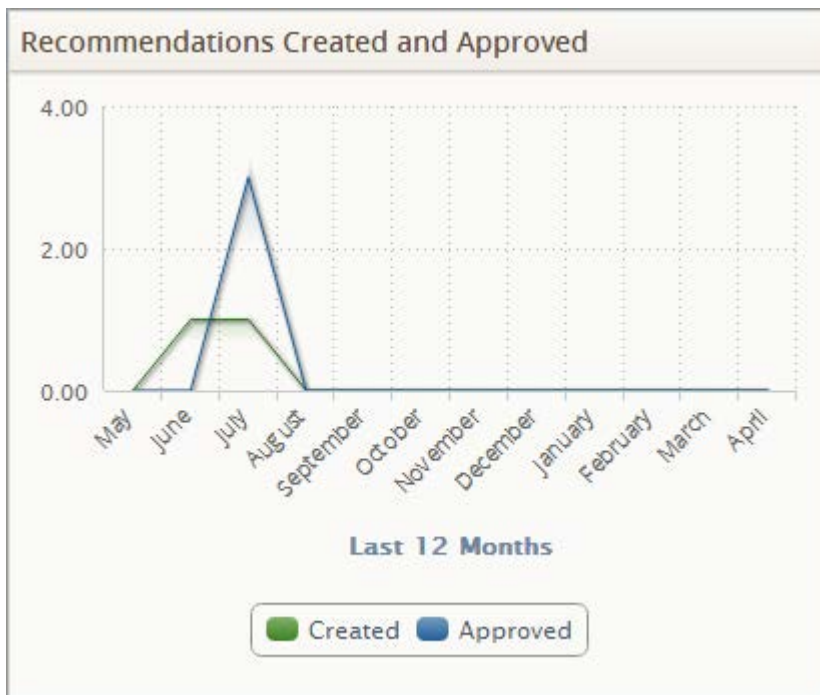 Recommendations Created and Approved
4.00
2.00
0.00
May
June
July
August
September
October
November
December
January
February
March
April
Last 12 Months
Created
Approved